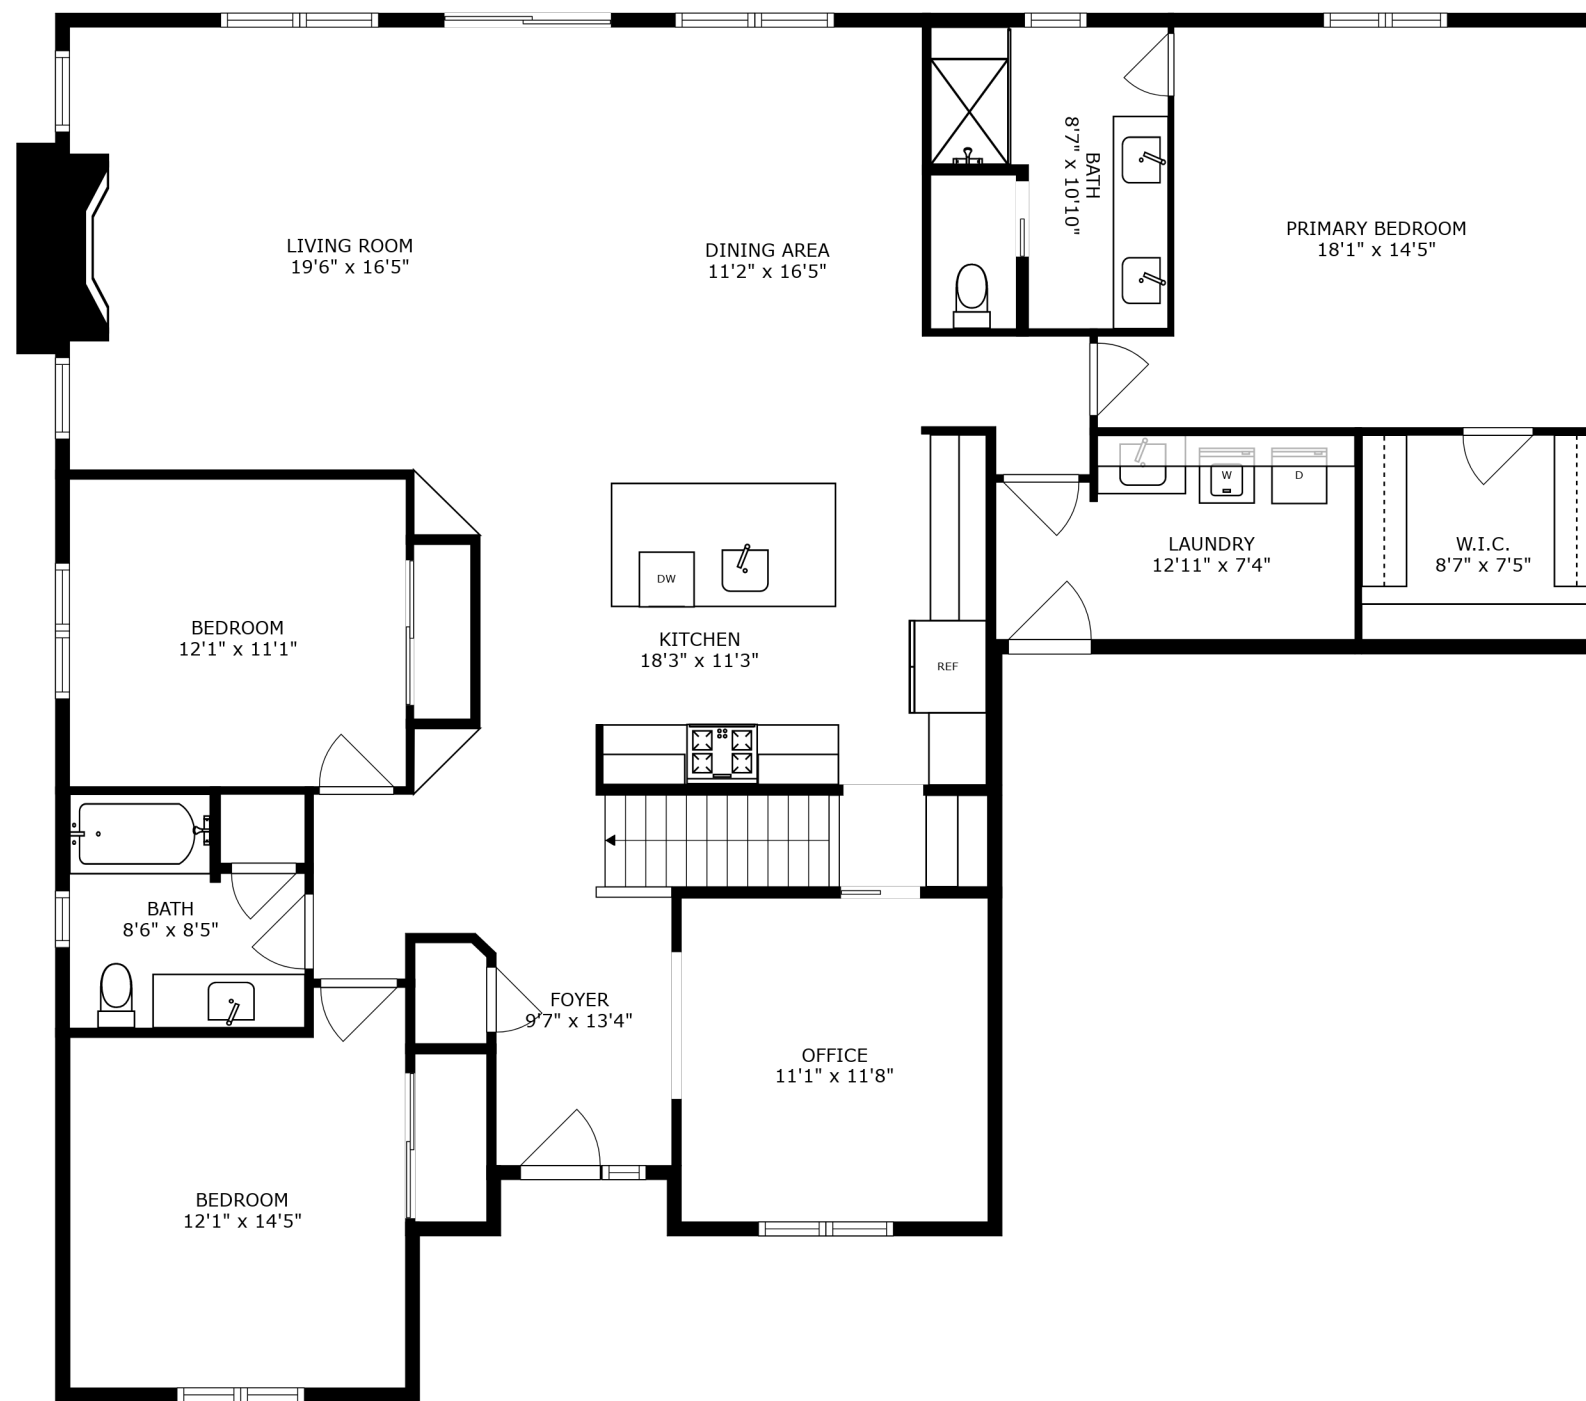 LIVING ROOM
19'6" x 16'5"
DINING AREA
11'2" x 16'5"
BATH
8'7" x 10'10"
PRIMARY BEDROOM
18'1" x 14'5"
W
D
LAUNDRY
12'11" x 7'4"
W.I.C.
8'7" x 7'5"
DW
BEDROOM
12'1" x 11'1"
KITCHEN
18'3" x 11'3"
REF
BATH
8'6" x 8'5"
FOYER
9'7" x 13'4"
OFFICE
11'1" x 11'8"
BEDROOM
12'1" x 14'5"